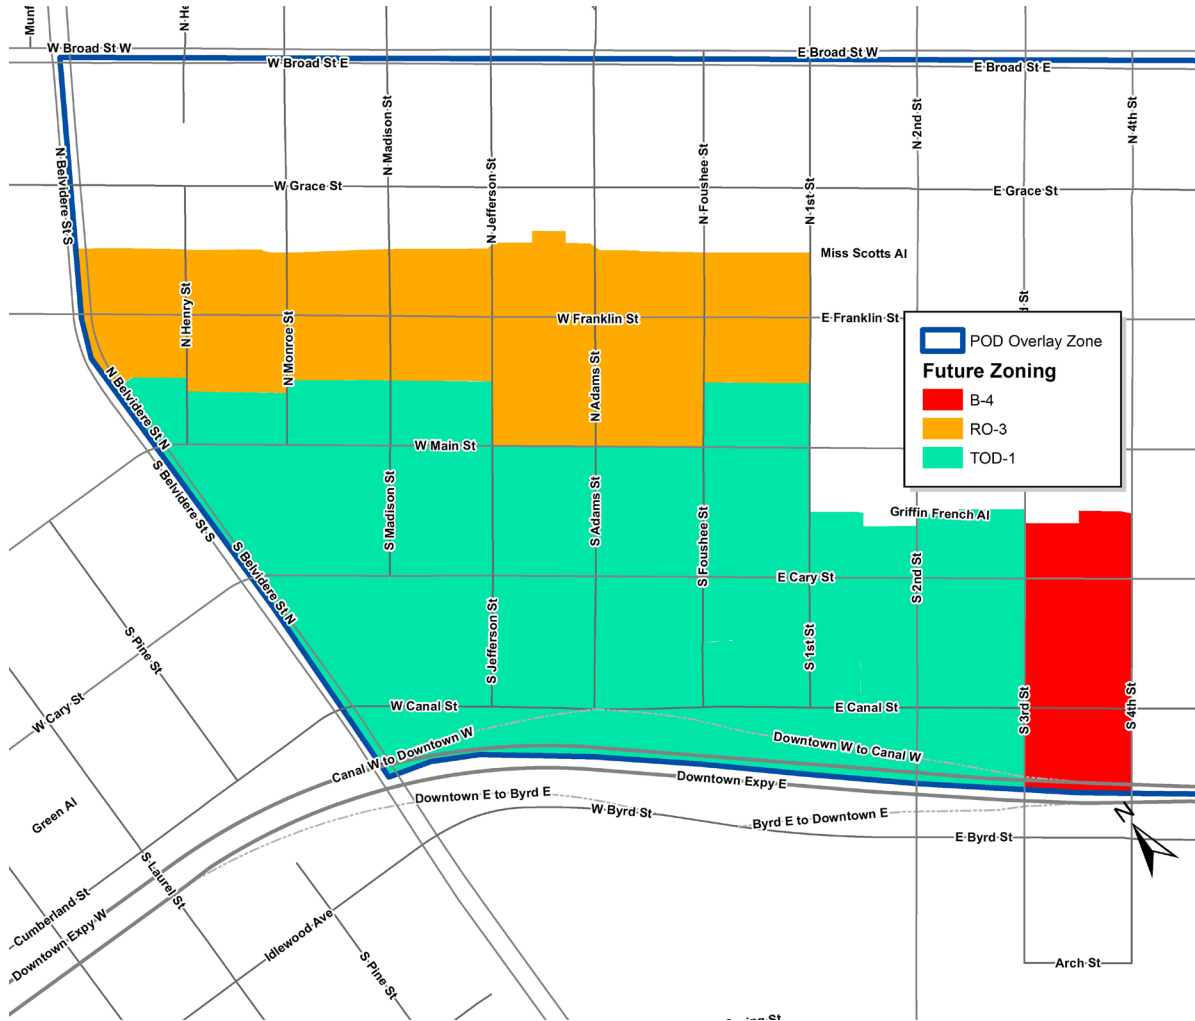 Munf
N He
W Broad St W
W Broad St E
E Broad St W
E Broad St E
N Madison St
N 2nd St
N 4th St
N Belvidere St S
W Grace St
N Jefferson St
N Foushee St
N 1st St
E Grace St
Miss Scotts Al
N Henry St
N Monroe St
W Franklin St
E Franklin St
d St
N Adams St
POD Overlay Zone
Future Zoning
B-4
RO-3
TOD-1
N Belvidere St N
W Main St
S Belvidere St S
S Madison St
S Adams St
S Foushee St
Griffin French Al
S Belvidere St N
E Cary St
S 2nd St
S Pine St
S Jefferson St
S 1st St
W Cary St
W Canal St
E Canal St
S 3rd St
S 4th St
Canal W to Downtown W
Downtown W to Canal W
Downtown Expy E
Green Al
Downtown E to Byrd E
W Byrd St
Byrd E to Downtown E
E Byrd St
N
S Laurel St
Cumberland St
Downtown Expy W
Idlewood Ave
S Pine St
Arch St